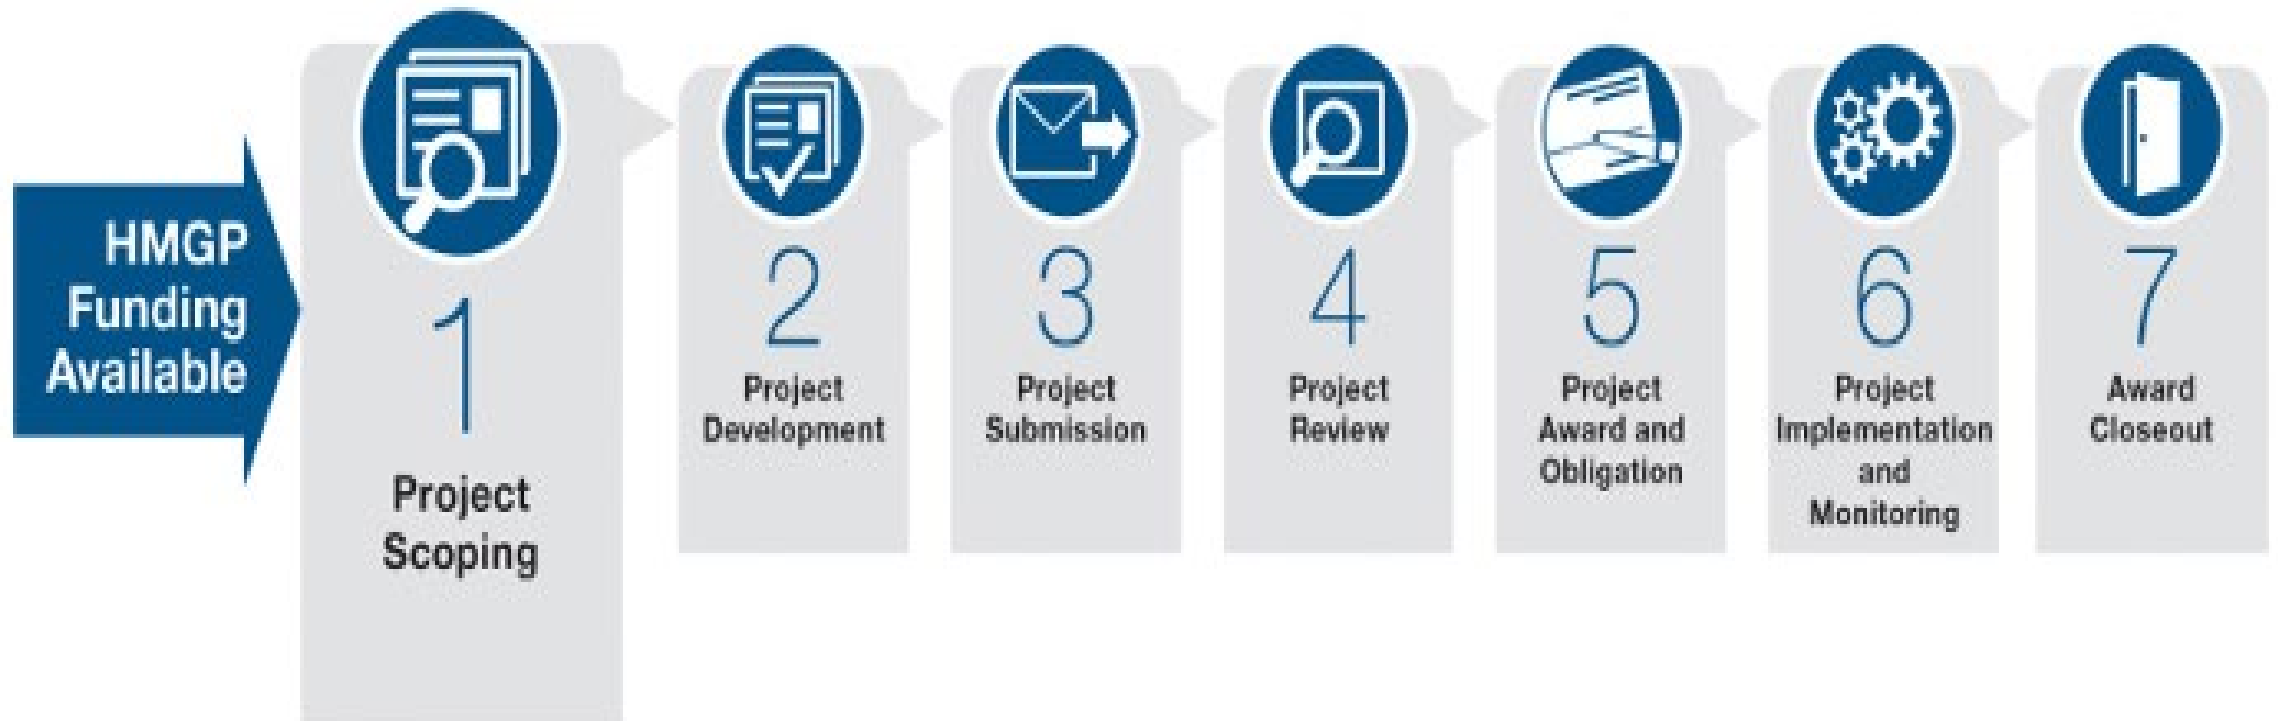 HMGP
Funding
Available
1
Project
Scoping
2
Project
Development
3
Project
Submission
4
Project
Review
5
Project
Award and
Obligation
6
Project
Implementation
and
Monitoring
7
Award
Closeout